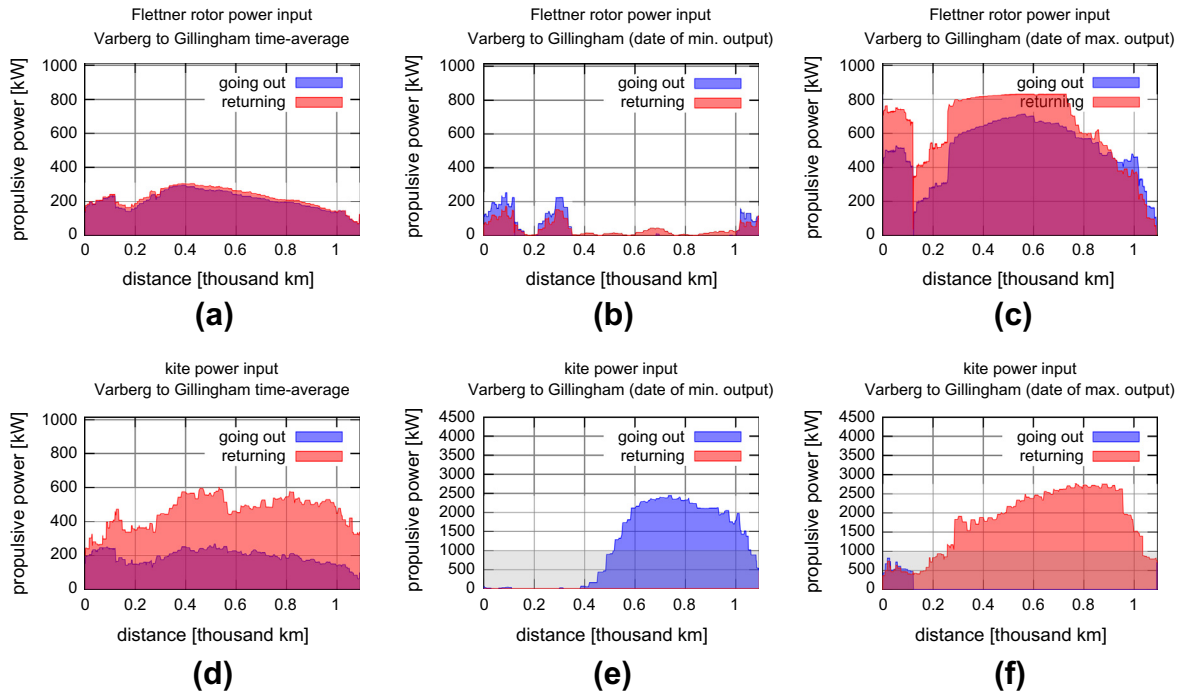 Flettner rotor power input
Varberg to Gillingham time-average
propulsive power [kW]
1000
800
600
400
200
0
going out
returning
0 0.2 0.4 0.6 0.8 1
distance [thousand km]
(a)
Flettner rotor power input
Varberg to Gillingham (date of min. output)
propulsive power [kW]
1000
800
600
400
200
0
going out
returning
0 0.2 0.4 0.6 0.8 1
distance [thousand km]
(b)
Flettner rotor power input
Varberg to Gillingham (date of max. output)
propulsive power [kW]
1000
800
600
400
200
0
going out
returning
0 0.2 0.4 0.6 0.8 1
distance [thousand km]
(c)
kite power input
Varberg to Gillingham time-average
propulsive power [kW]
1000
800
600
400
200
0
going out
returning
0 0.2 0.4 0.6 0.8 1
distance [thousand km]
(d)
kite power input
Varberg to Gillingham (date of min. output)
propulsive power [kW]
4500
4000
3500
3000
2500
2000
1500
1000
500
0
going out
returning
0 0.2 0.4 0.6 0.8 1
distance [thousand km]
(e)
kite power input
Varberg to Gillingham (date of max. output)
propulsive power [kW]
4500
4000
3500
3000
2500
2000
1500
1000
500
0
going out
returning
0 0.2 0.4 0.6 0.8 1
distance [thousand km]
(f)